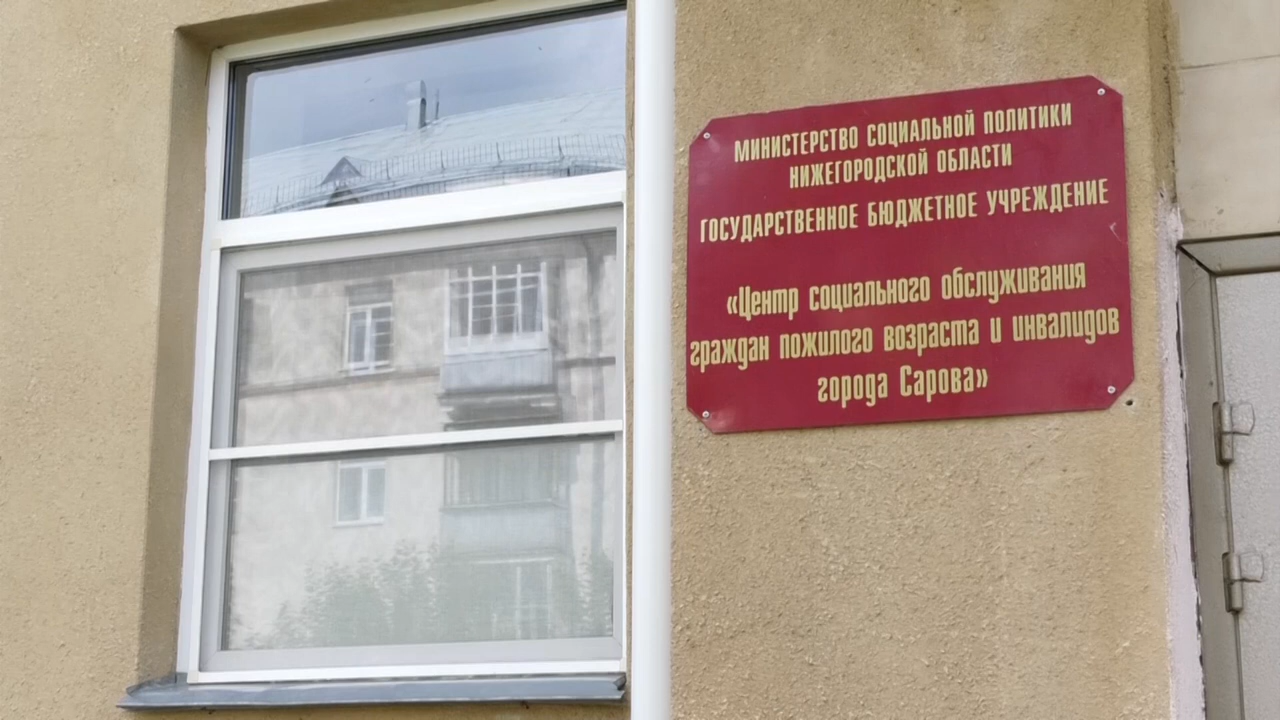 МИНИСТЕРСТВО СОЦИАЛЬНОЙ ПОЛИТИКИ
НИЖЕГОРОДСКОЙ ОБЛАСТИ
ГОСУДАРСТВЕННОЕ БЮДЖЕТНОЕ УЧРЕЖДЕНИЕ
«Центр социального обслуживания
граждан пожилого возраста и инвалидов
города Сарова»